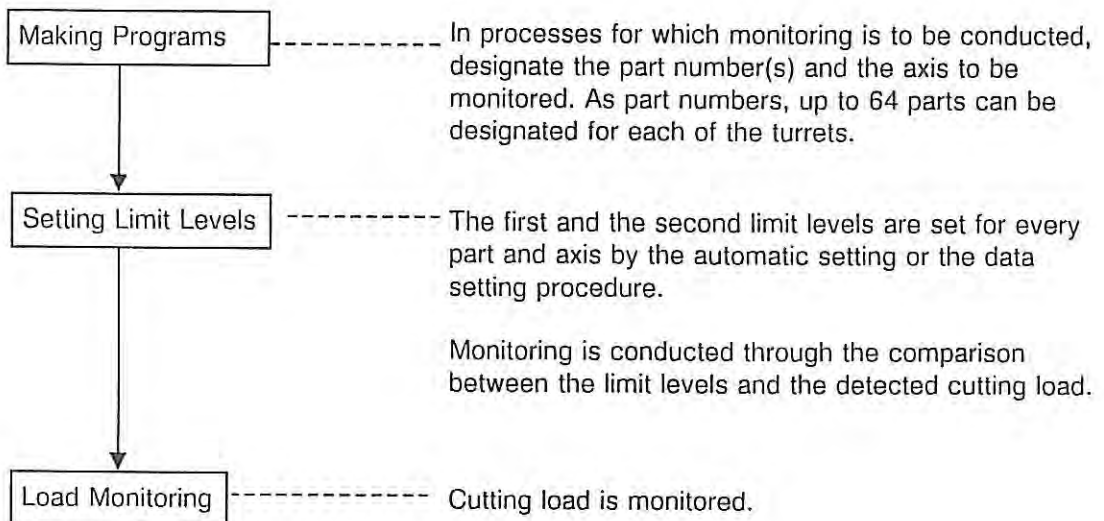 Making Programs
In processes for which monitoring is to be conducted,
designate the part number(s) and the axis to be
monitored. As part numbers, up to 64 parts can be
designated for each of the turrets.
Setting Limit Levels
The first and the second limit levels are set for every
part and axis by the automatic setting or the data
setting procedure.
Monitoring is conducted through the comparison
between the limit levels and the detected cutting load.
Load Monitoring
Cutting load is monitored.